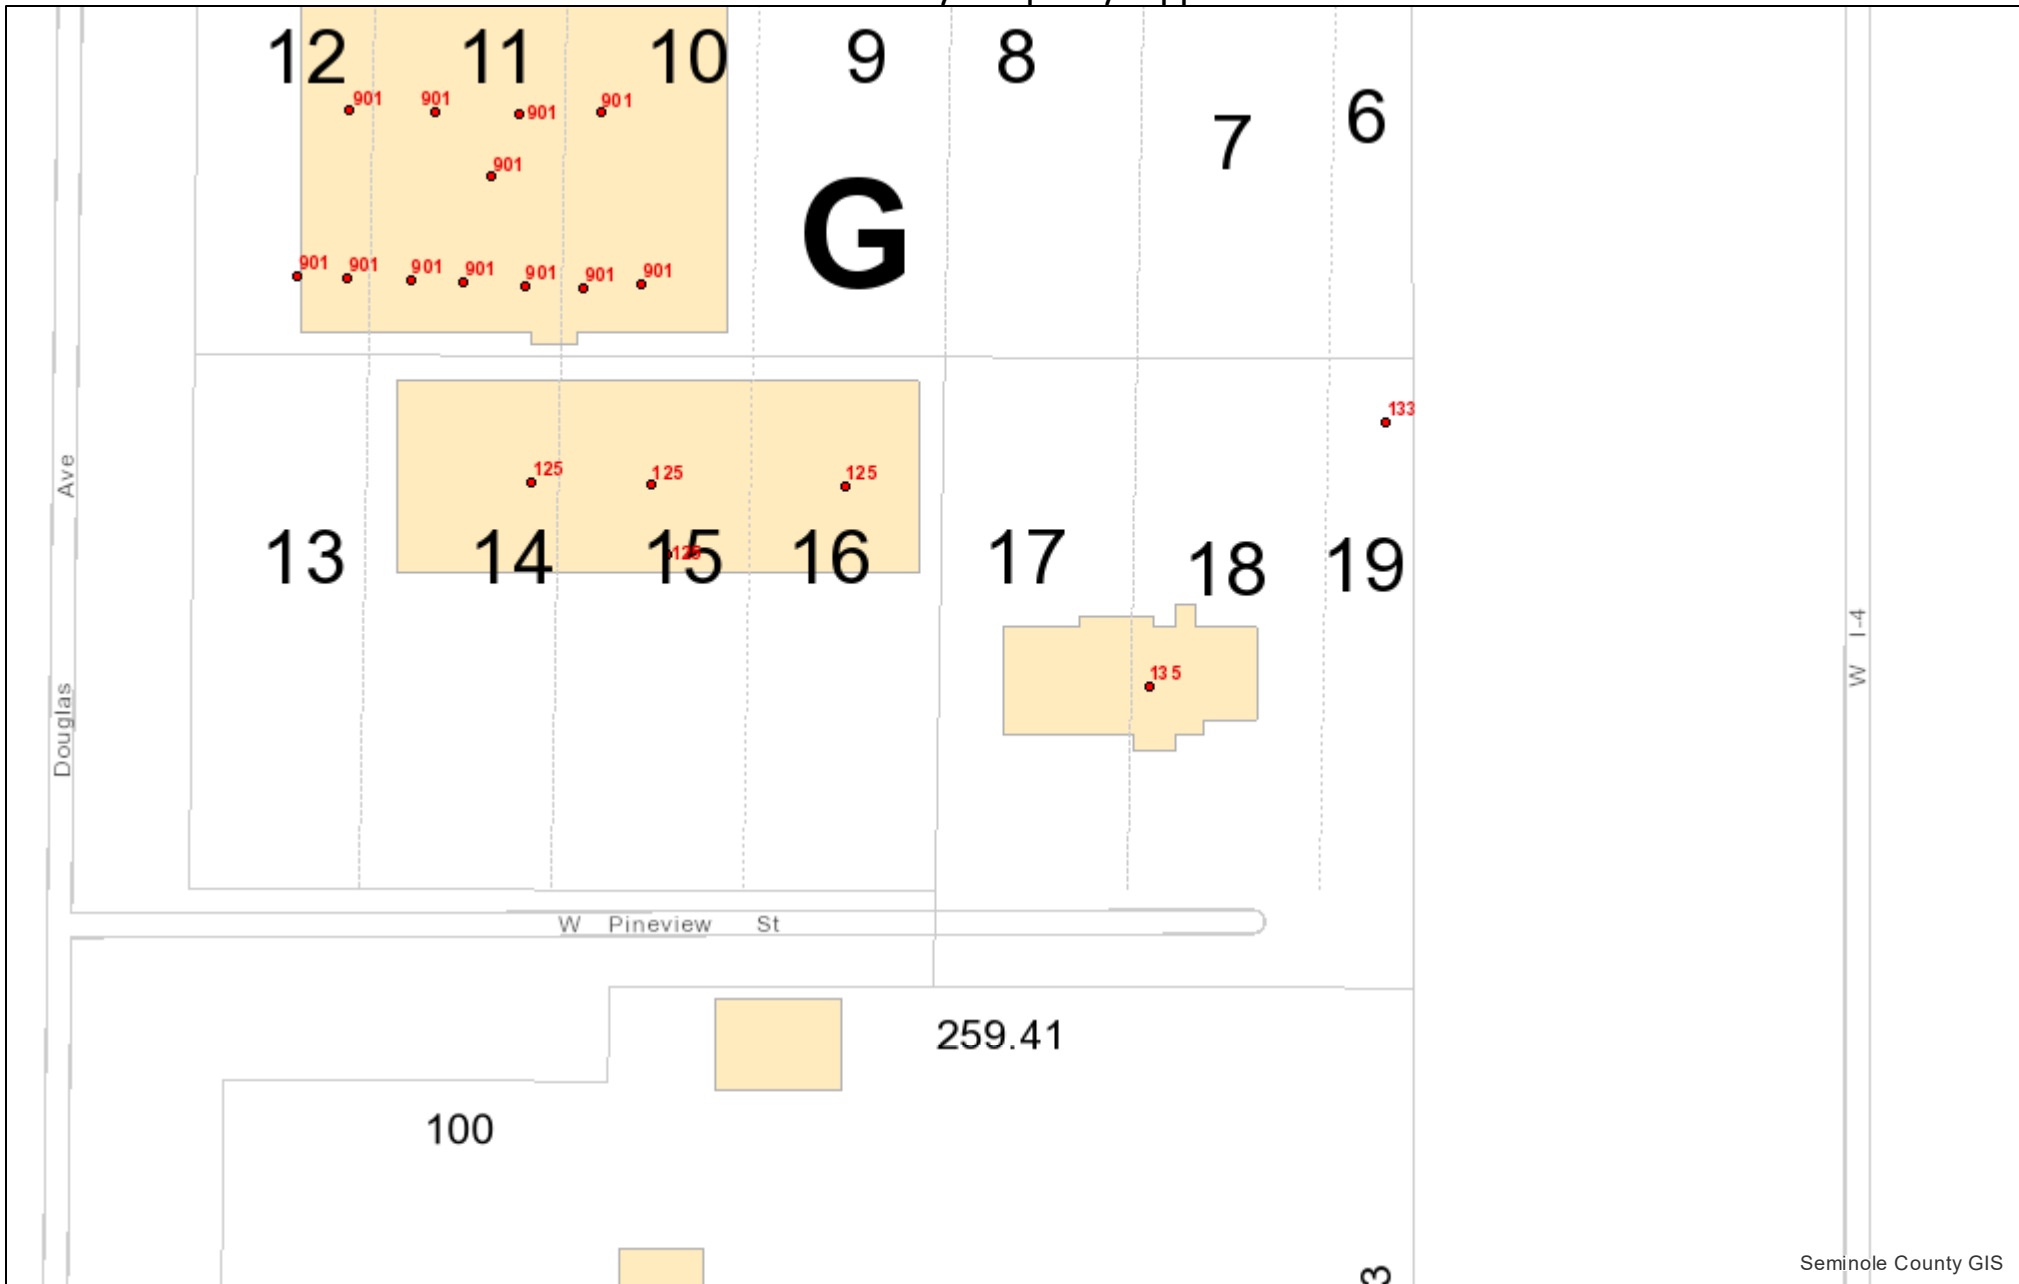 12 11 10 9 8
7 6
901 901 901 901
901
G
901 901 901 901 901 901 901
133
125 125 125
125
13 14 15 16 17 18 19
135
Douglas Ave
W I-4
W Pineview St
259.41
100
Seminole County GIS